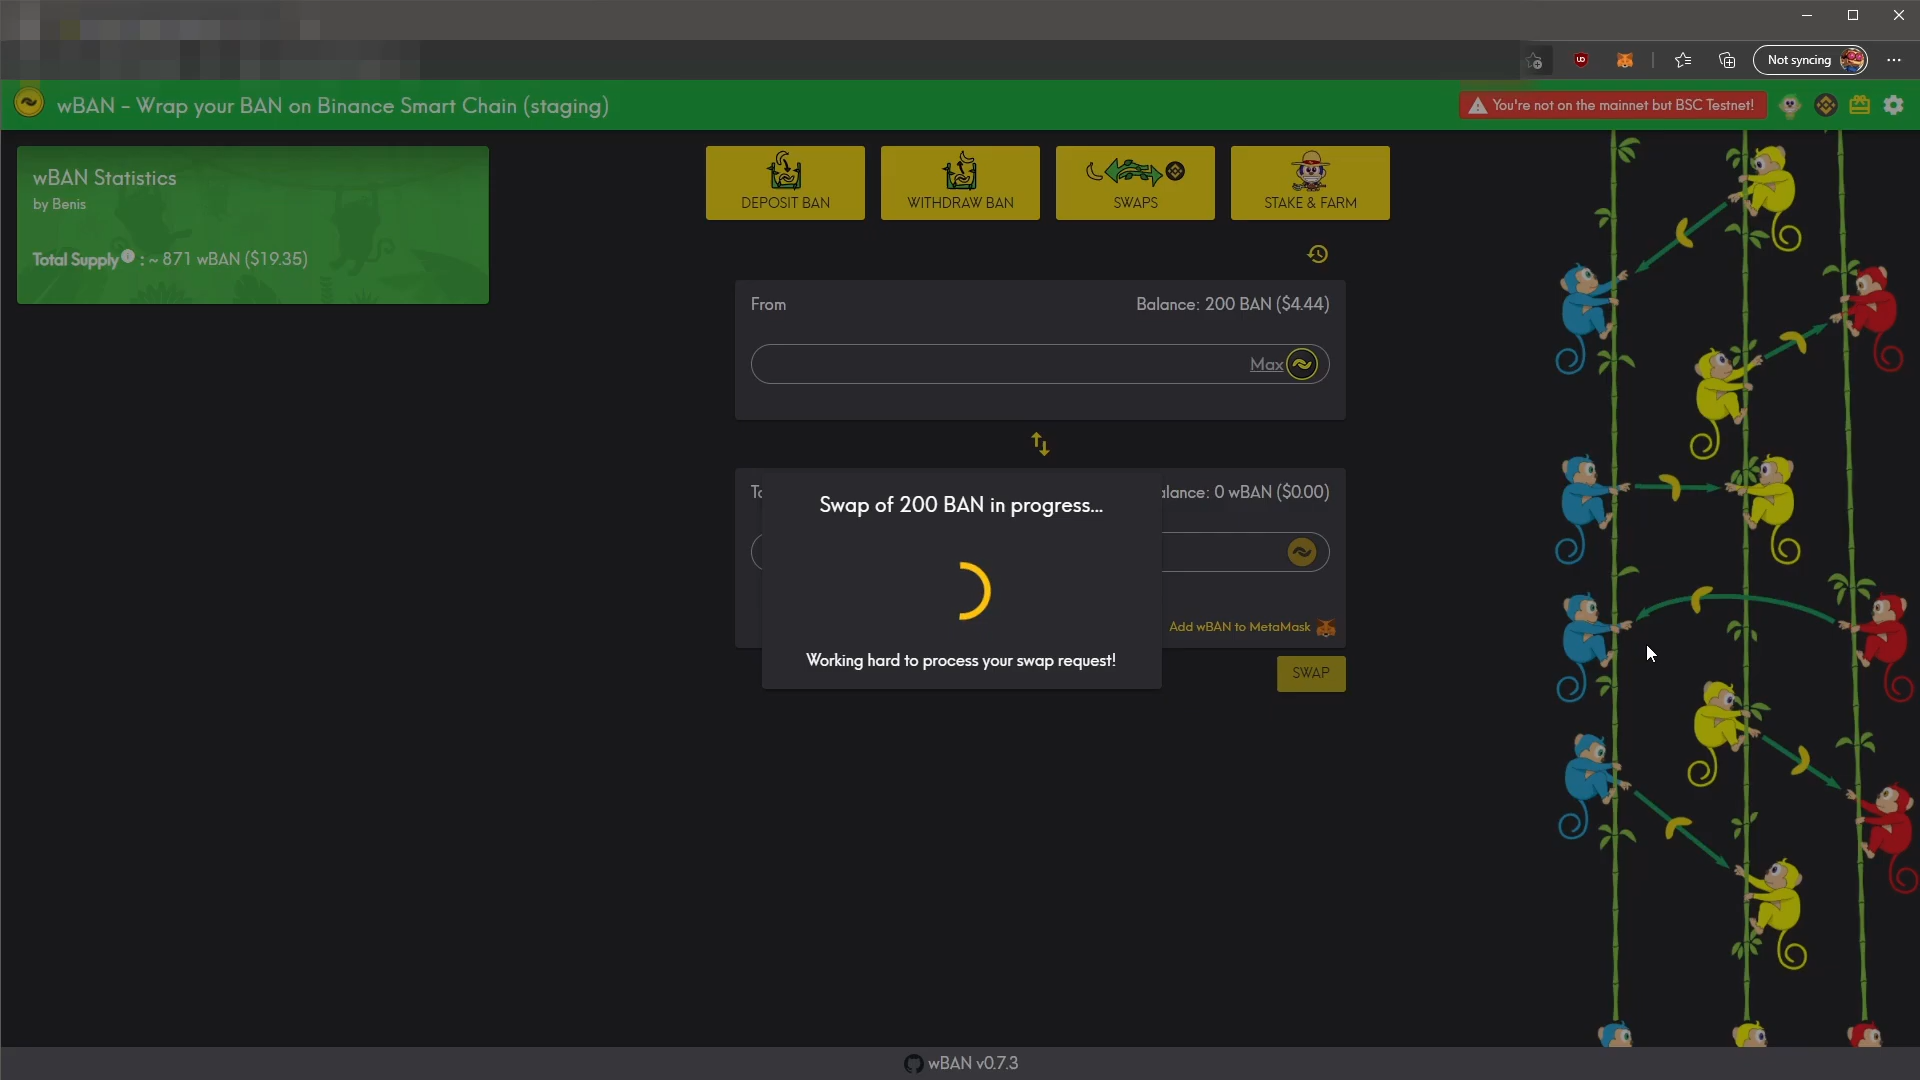 Not syncing
wBAN - Wrap your BAN on Binance Smart Chain (staging)
You're not on the mainnet but BSC Testnet!
wBAN Statistics
by Benis
Total Supply : ~ 871 wBAN ($19.35)
DEPOSIT BAN
WITHDRAW BAN
SWAPS
STAKE & FARM
From
Balance: 200 BAN ($4.44)
Max
alance: 0 wBAN ($0.00)
Swap of 200 BAN in progress...
Working hard to process your swap request!
Add wBAN to MetaMask
SWAP
wBAN v0.7.3